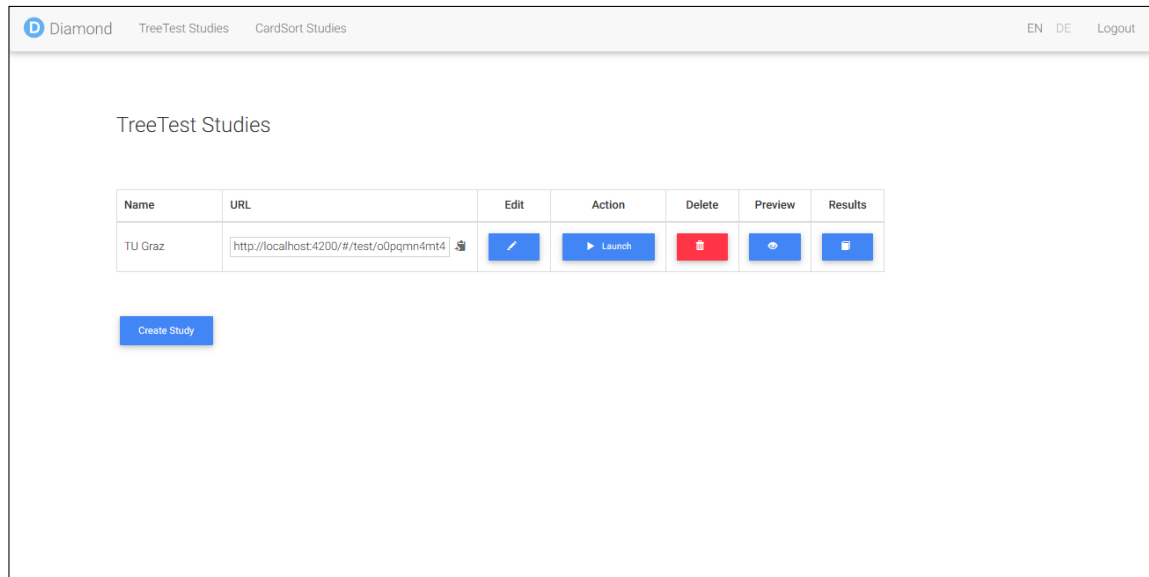 D Diamond TreeTest Studies CardSort Studies EN DE Logout
TreeTest Studies
Name URL Edit Action Delete Preview Results
TU Graz http://localhost:4200/#/test/o0pqmn4mt4 Launch
Create Study